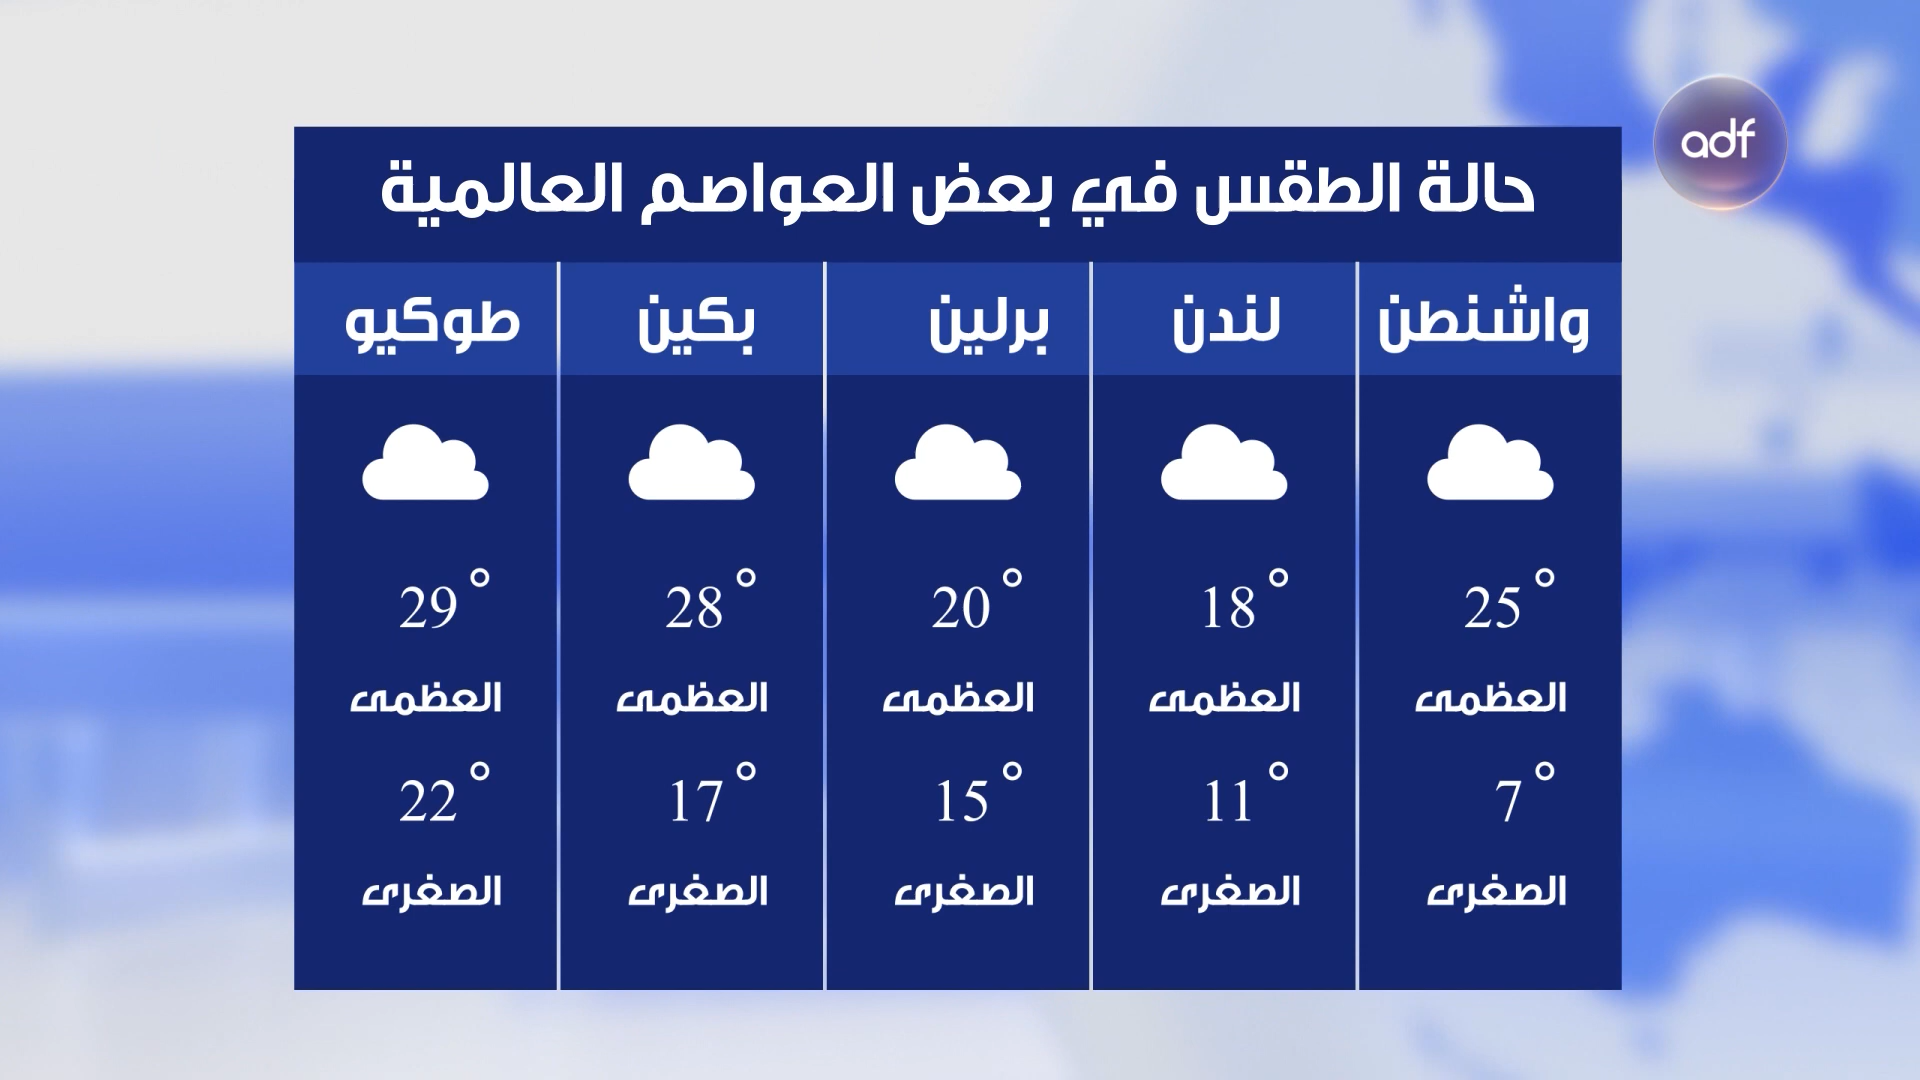 adf
حالة الطقس في بعض العواصم العالمية
واشنطن لندن برلين بكين طوكيو
25° 18° 20° 28° 29°
العظمى العظمى العظمى العظمى العظمى
7° 11° 15° 17° 22°
الصغرى الصغرى الصغرى الصغرى الصغرى